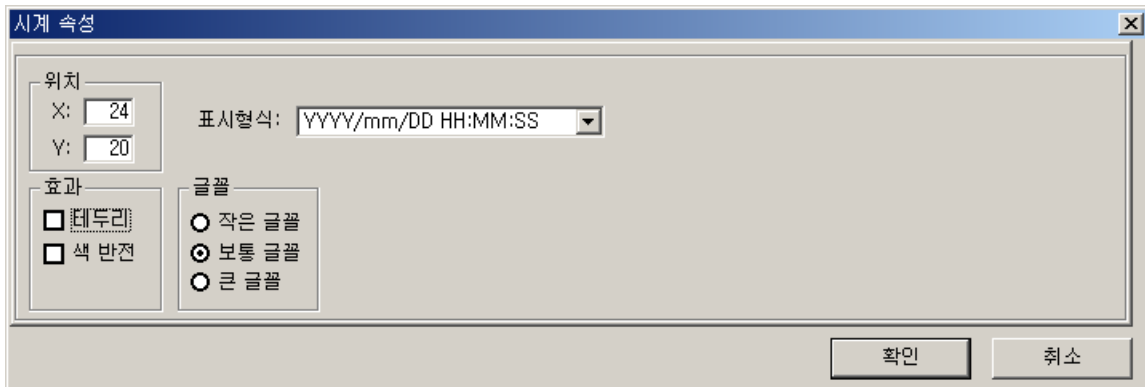 시계 속성
위치
X: 24
Y: 20
표시형식: YYYY/mm/DD HH:MM:SS
효과
테두리
색 반전
글꼴
작은 글꼴
보통 글꼴
큰 글꼴
확인
취소